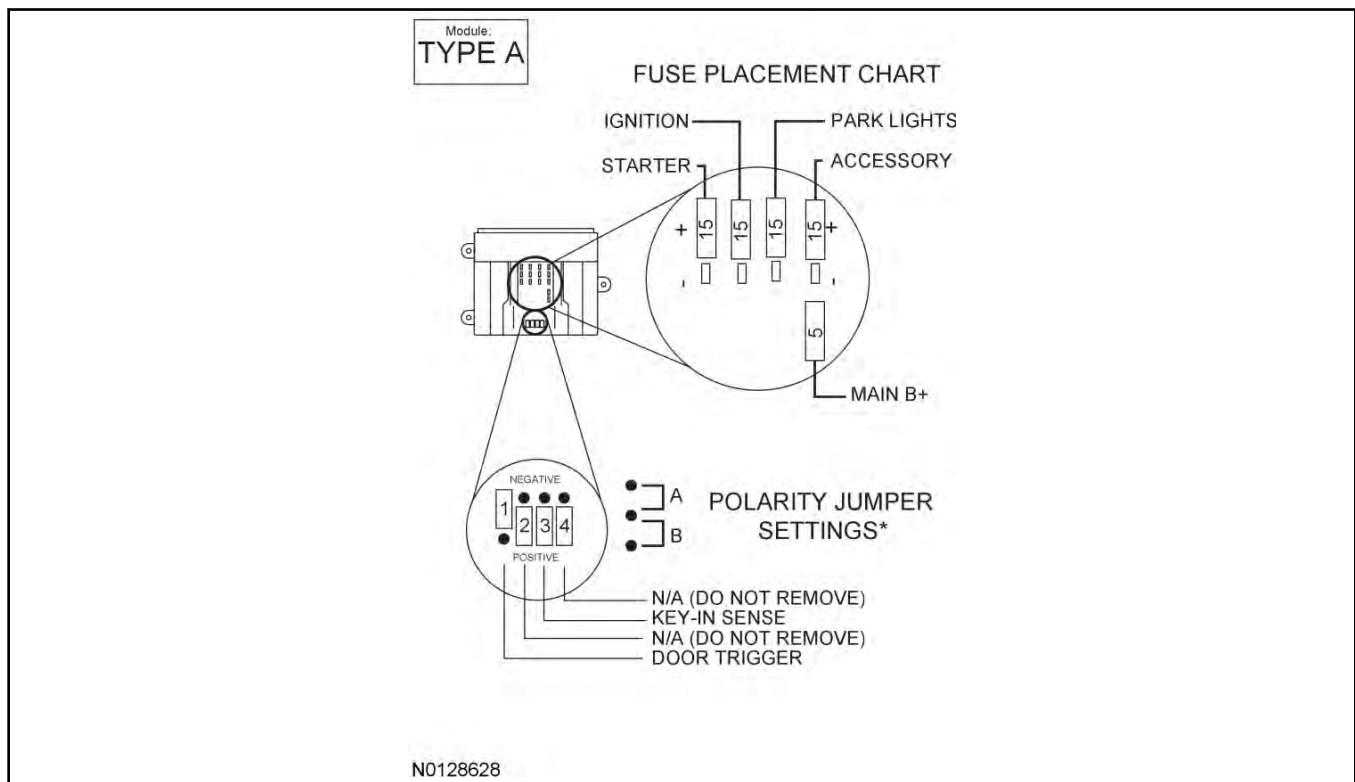 Module:
TYPE A
FUSE PLACEMENT CHART
IGNITION
PARK LIGHTS
STARTER
ACCESSORY
+ 15 15 15 15 +
- -
5
MAIN B+
NEGATIVE
1 2 3 4
POSITIVE
A
B
POLARITY JUMPER
SETTINGS*
N/A (DO NOT REMOVE)
KEY-IN SENSE
N/A (DO NOT REMOVE)
DOOR TRIGGER
N0128628